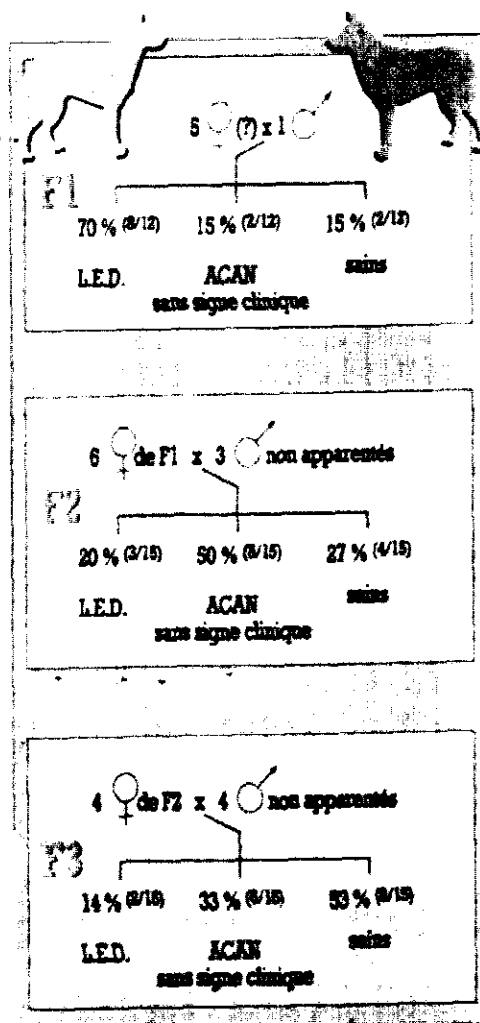 5 ♀ (?) x 1 ♂
F1
70 % (8/12) 15 % (2/12) 15 % (2/12)
L.E.D. ACAN sains
sans signe clinique
6 ♀ de F1 x 3 ♂ non apparentés
F2
20 % (3/15) 50 % (8/15) 27 % (4/15)
L.E.D. ACAN sains
sans signe clinique
4 ♀ de F2 x 4 ♂ non apparentés
F3
14 % (2/15) 33 % 53 % (8/15)
L.E.D. ACAN sains
sans signe clinique